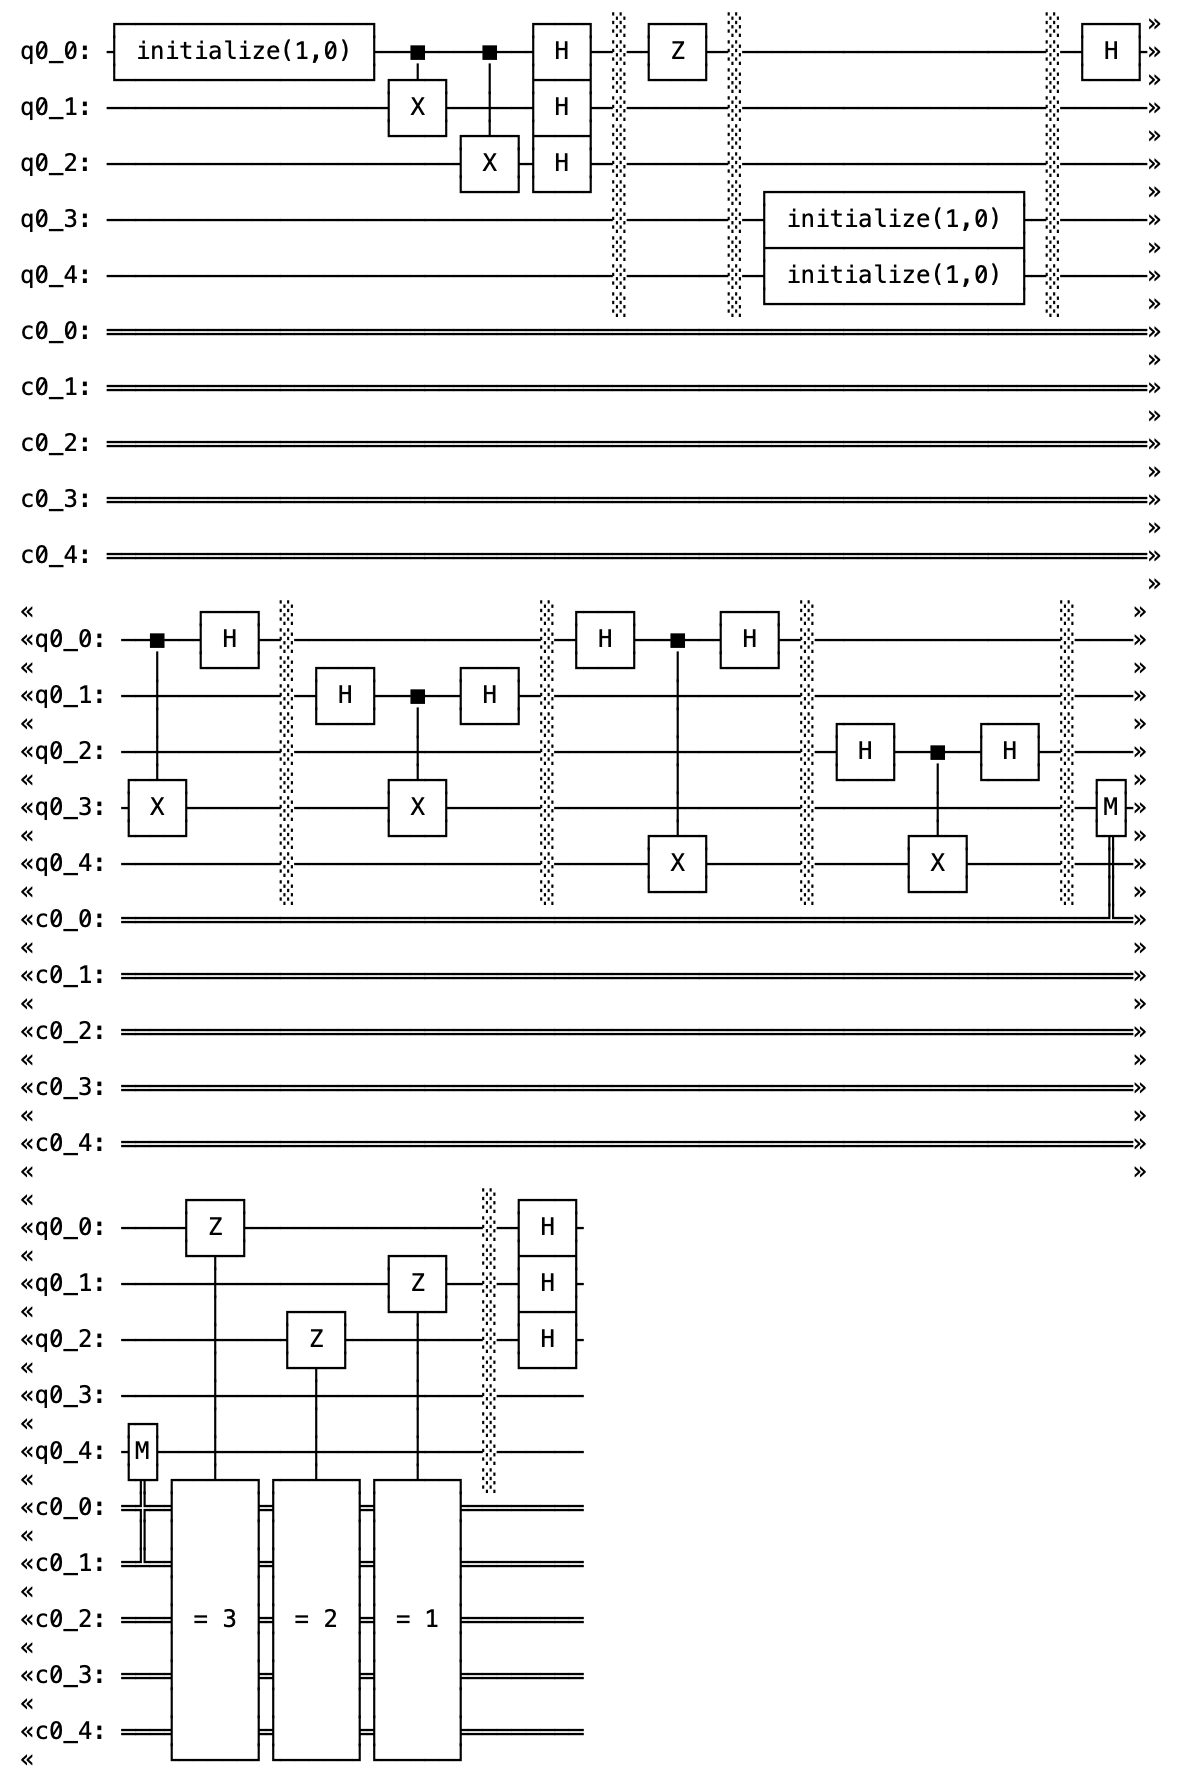 »
q0_0: initialize(1,0) ■ ■ H Z H »
»
q0_1: X H »
»
q0_2: X H »
»
q0_3: initialize(1,0) »
»
q0_4: initialize(1,0) »
»
c0_0: »
»
c0_1: »
»
c0_2: »
»
c0_3: »
»
c0_4: »
»
« »
«q0_0: ■ H H ■ H »
« »
«q0_1: H ■ H »
« »
«q0_2: H ■ H »
« »
«q0_3: X X M »
« »
«q0_4: X X »
« »
«c0_0: »
« »
«c0_1: »
« »
«c0_2: »
« »
«c0_3: »
« »
«c0_4: »
« »
«
«q0_0: Z H
«
«q0_1: Z H
«
«q0_2: Z H
«
«q0_3:
«
«q0_4: M
«
«c0_0:
«
«c0_1:
«
«c0_2: = 3 = 2 = 1
«
«c0_3:
«
«c0_4:
«